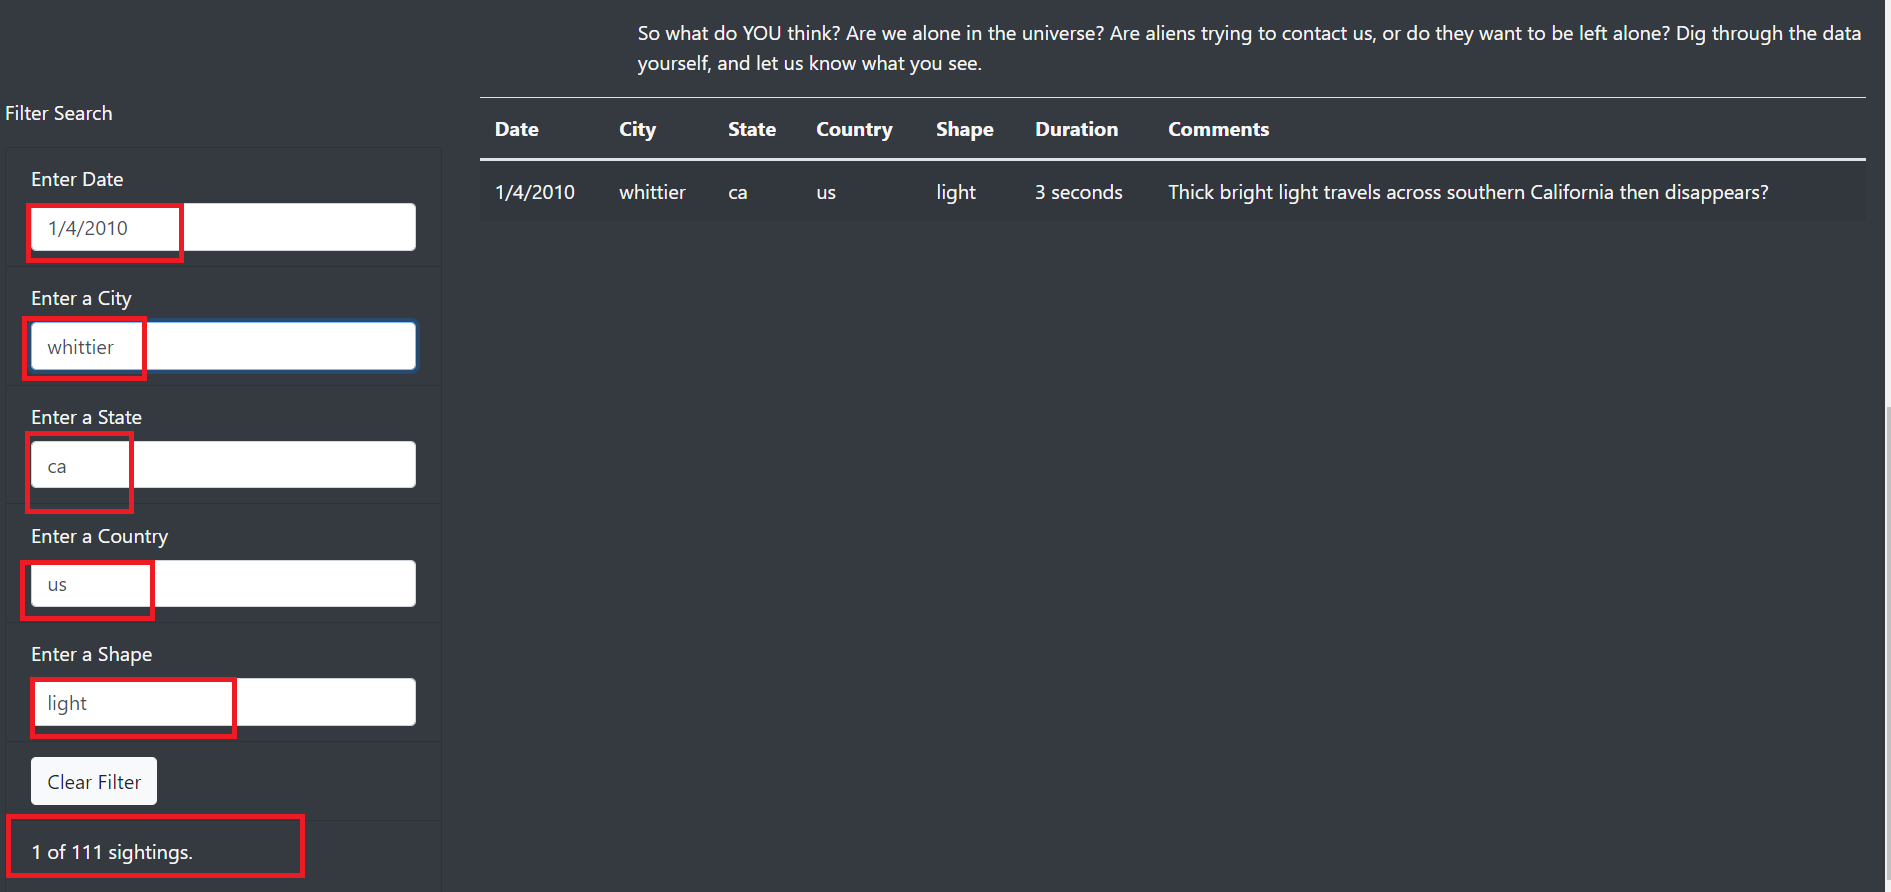 So what do YOU think? Are we alone in the universe? Are aliens trying to contact us, or do they want to be left alone? Dig through the data
yourself, and let us know what you see.
Filter Search
Enter Date
1/4/2010
Enter a City
whittier
Enter a State
ca
Enter a Country
us
Enter a Shape
light
Clear Filter
1 of 111 sightings.
Date City State Country Shape Duration Comments
1/4/2010 whittier ca us light 3 seconds Thick bright light travels across southern California then disappears?